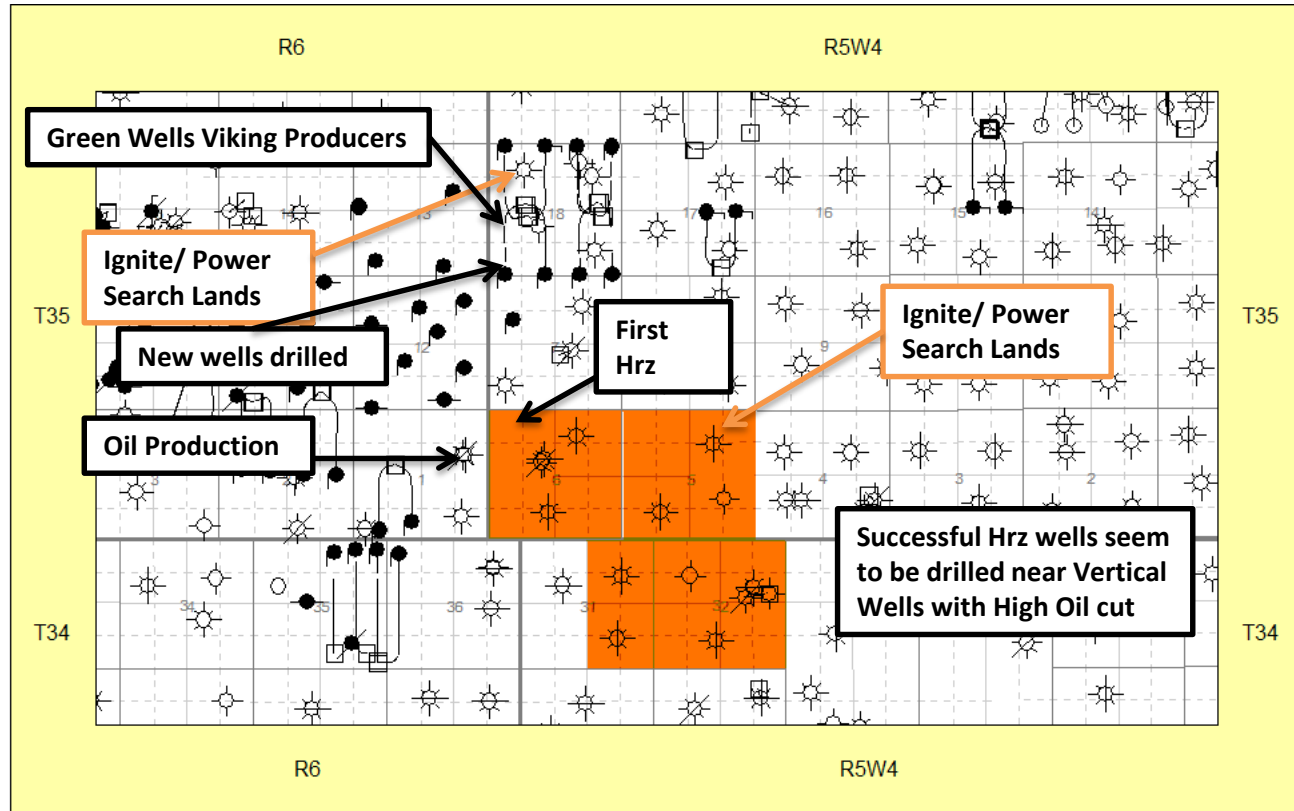 R6
R5W4
Green Wells Viking Producers
14
13
18
17
16
15
14
Ignite/ Power
Search Lands
T35
T35
First
Hrz
Ignite/ Power
Search Lands
New wells drilled
12
9
Oil Production
3
2
1
6
5
4
3
2
Successful Hrz wells seem
to be drilled near Vertical
Wells with High Oil cut
34
35
36
31
32
T34
T34
R6
R5W4